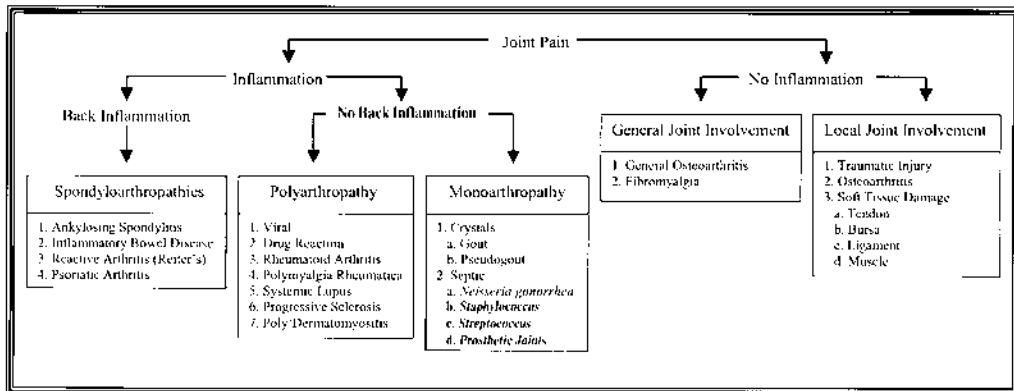 Joint Pain
Inflammation
No Inflammation
Back Inflammation
No Back Inflammation
Spondyloarthropathies
1. Ankylosing Spondylitos
2. Inflammatory Bowel Disease
3. Reactive Arthritis (Reiter's)
4. Psoriatic Arthritis
Polyarthropathy
1. Viral
2. Drug Reaction
3. Rheumatoid Arthritis
4. Polymyalgia Rheumatica
5. Systemic Lupus
6. Progressive Sclerosis
7. Poly/Dermatomyositis
Monoarthropathy
1. Crystals
a. Gout
b. Pseudogout
2. Septic
a. Neisseria gonorrhea
b. Staphylococcus
c. Streptococcus
d. Prosthetic Joints
General Joint Involvement
1. General Osteoartharitis
2. Fibromyalgia
Local Joint Involvement
1. Traumatic Injury
2. Osteoarthritis
3. Soft Tissue Damage
a. Tendon
b. Bursa
c. Ligament
d. Muscle